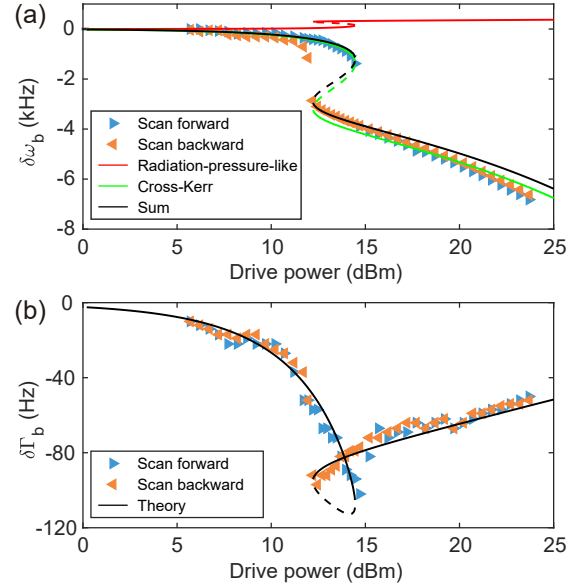 (a)
0
-2
-4
-6
-8
δω_b (kHz)
Scan forward
Scan backward
Radiation-pressure-like
Cross-Kerr
Sum
0 5 10 15 20 25
Drive power (dBm)
(b)
0
-40
-80
-120
δΓ_b (Hz)
Scan forward
Scan backward
Theory
0 5 10 15 20 25
Drive power (dBm)